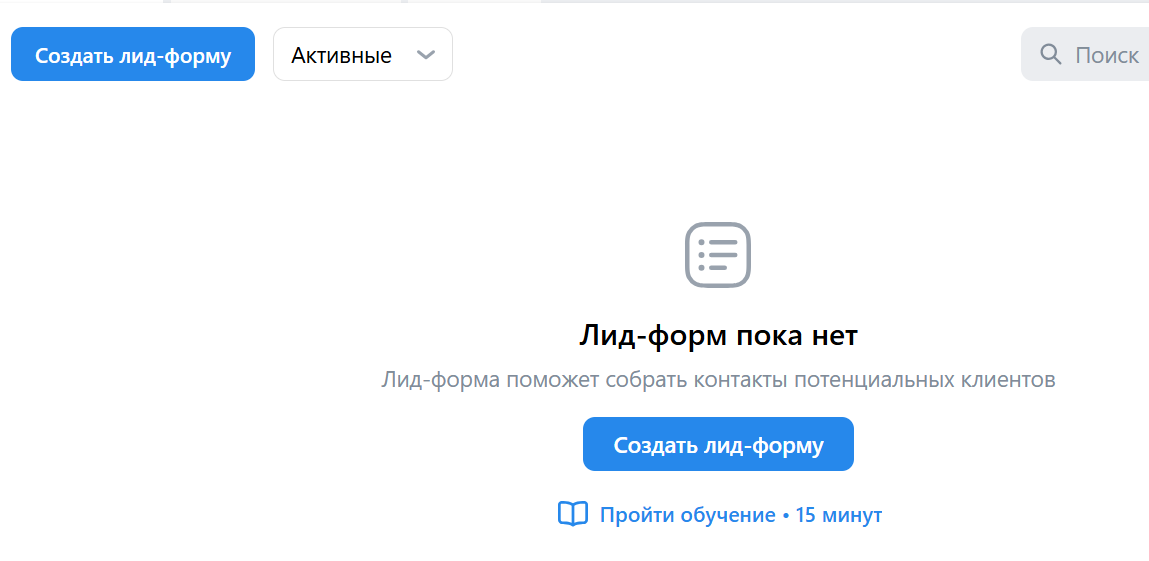 Создать лид-форму
Активные
Поиск
Лид-форм пока нет
Лид-форма поможет собрать контакты потенциальных клиентов
Создать лид-форму
Пройти обучение • 15 минут